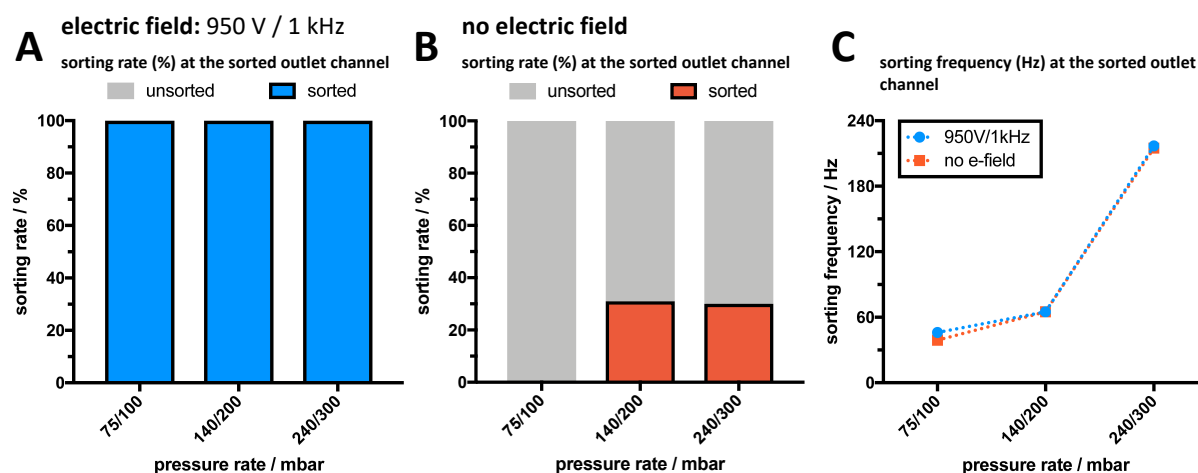 A
electric field: 950 V / 1 kHz
sorting rate (%) at the sorted outlet channel
unsorted sorted
100
80
60
40
20
0
sorting rate / %
75/100 140/200 240/300
pressure rate / mbar
B
no electric field
sorting rate (%) at the sorted outlet channel
unsorted sorted
100
80
60
40
20
0
sorting rate / %
75/100 140/200 240/300
pressure rate / mbar
C
sorting frequency (Hz) at the sorted outlet
channel
950V/1kHz
no e-field
240
180
120
60
0
sorting frequency / Hz
75/100 140/200 240/300
pressure rate / mbar